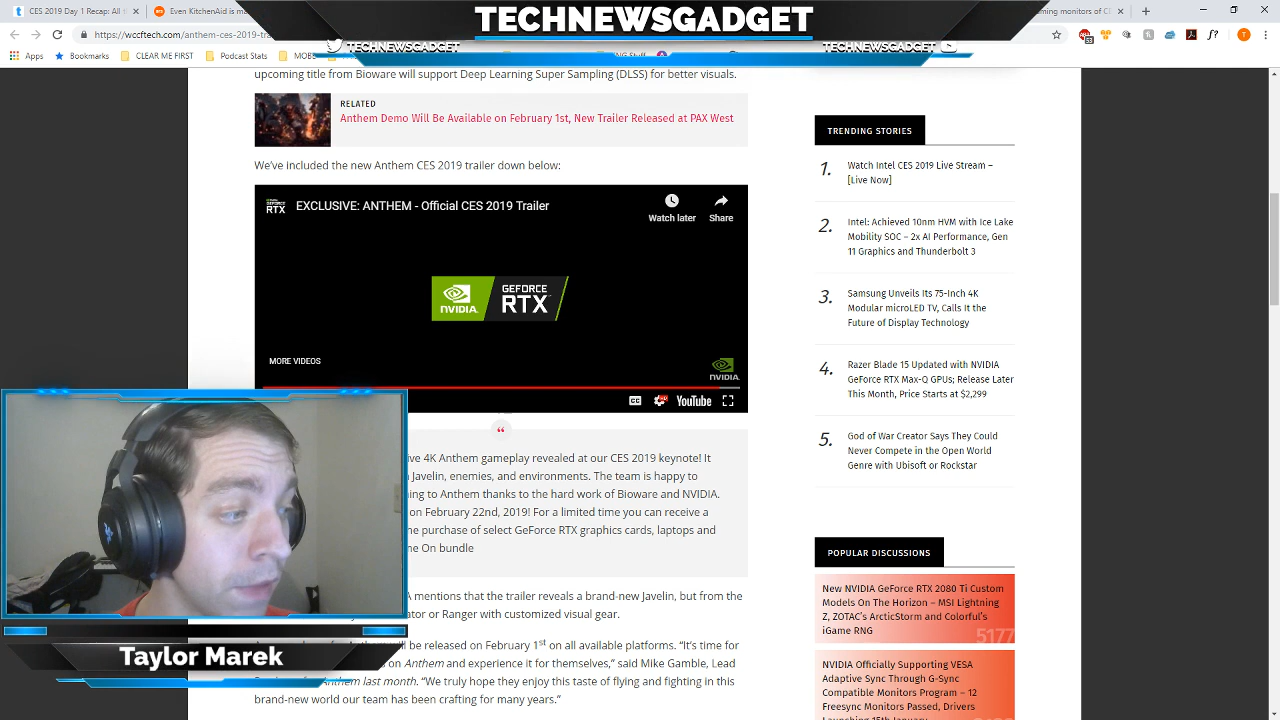 CES 2019 Day 1 Recap: All t
Even KitchenAid is ma
TECHNEWSGADGET
https://wccftech.com/anthem-ces-2019-tra
TECHNEWSGADGET
TECHNEWSGADGET
Apps
Bookmarks
CLEAR ME FIRST
Podcast Stats
upcoming title from Bioware will support Deep Learning Super Sampling (DLSS) for better visuals.
RELATED
Anthem Demo Will Be Available on February 1st, New Trailer Released at PAX West
We've included the new Anthem CES 2019 trailer down below:
EXCLUSIVE: ANTHEM - Official CES 2019 Trailer
Watch later
Share
GEFORCE
RTX
NVIDIA
GEFORCE
RTX
MORE VIDEOS
NVIDIA
CC
YouTube
ive 4K Anthem gameplay revealed at our CES 2019 keynote! It
Javelin, enemies, and environments. The team is happy to
ning to Anthem thanks to the hard work of Bioware and NVIDIA.
on February 22nd, 2019! For a limited time you can receive a
he purchase of select GeForce RTX graphics cards, laptops and
me On bundle
A mentions that the trailer reveals a brand-new Javelin, but from the
ator or Ranger with customized visual gear.
be released on February 1st on all available platforms. "It's time for
on Anthem and experience it for themselves," said Mike Gamble, Lead
Anthem last month. "We truly hope they enjoy this taste of flying and fighting in this
brand-new world our team has been crafting for many years."
TRENDING STORIES
1. Watch Intel CES 2019 Live Stream –
[Live Now]
2. Intel: Achieved 10nm HVM with Ice Lake
Mobility SOC – 2x AI Performance, Gen
11 Graphics and Thunderbolt 3
3. Samsung Unveils Its 75-Inch 4K
Modular microLED TV, Calls It the
Future of Display Technology
4. Razer Blade 15 Updated with NVIDIA
GeForce RTX Max-Q GPUs; Release Later
This Month, Price Starts at $2,299
5. God of War Creator Says They Could
Never Compete in the Open World
Genre with Ubisoft or Rockstar
POPULAR DISCUSSIONS
New NVIDIA GeForce RTX 2080 Ti Custom
Models On The Horizon – MSI Lightning
Z, ZOTAC's ArcticStorm and Colorful's
iGame RNG
5177
NVIDIA Officially Supporting VESA
Adaptive Sync Through G-Sync
Compatible Monitors Program – 12
Freesync Monitors Passed, Drivers
Launching 15th January
Taylor Marek